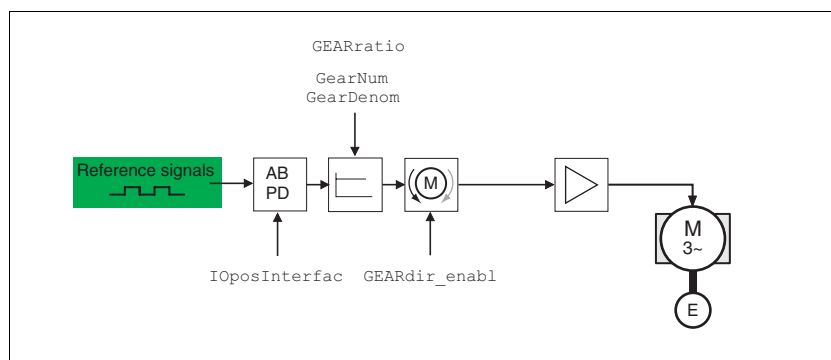 GEARratio
GearNum
GearDenom
Reference signals
AB
PD
M
M
3~
IOposInterfac
GEARdir_enabl
E